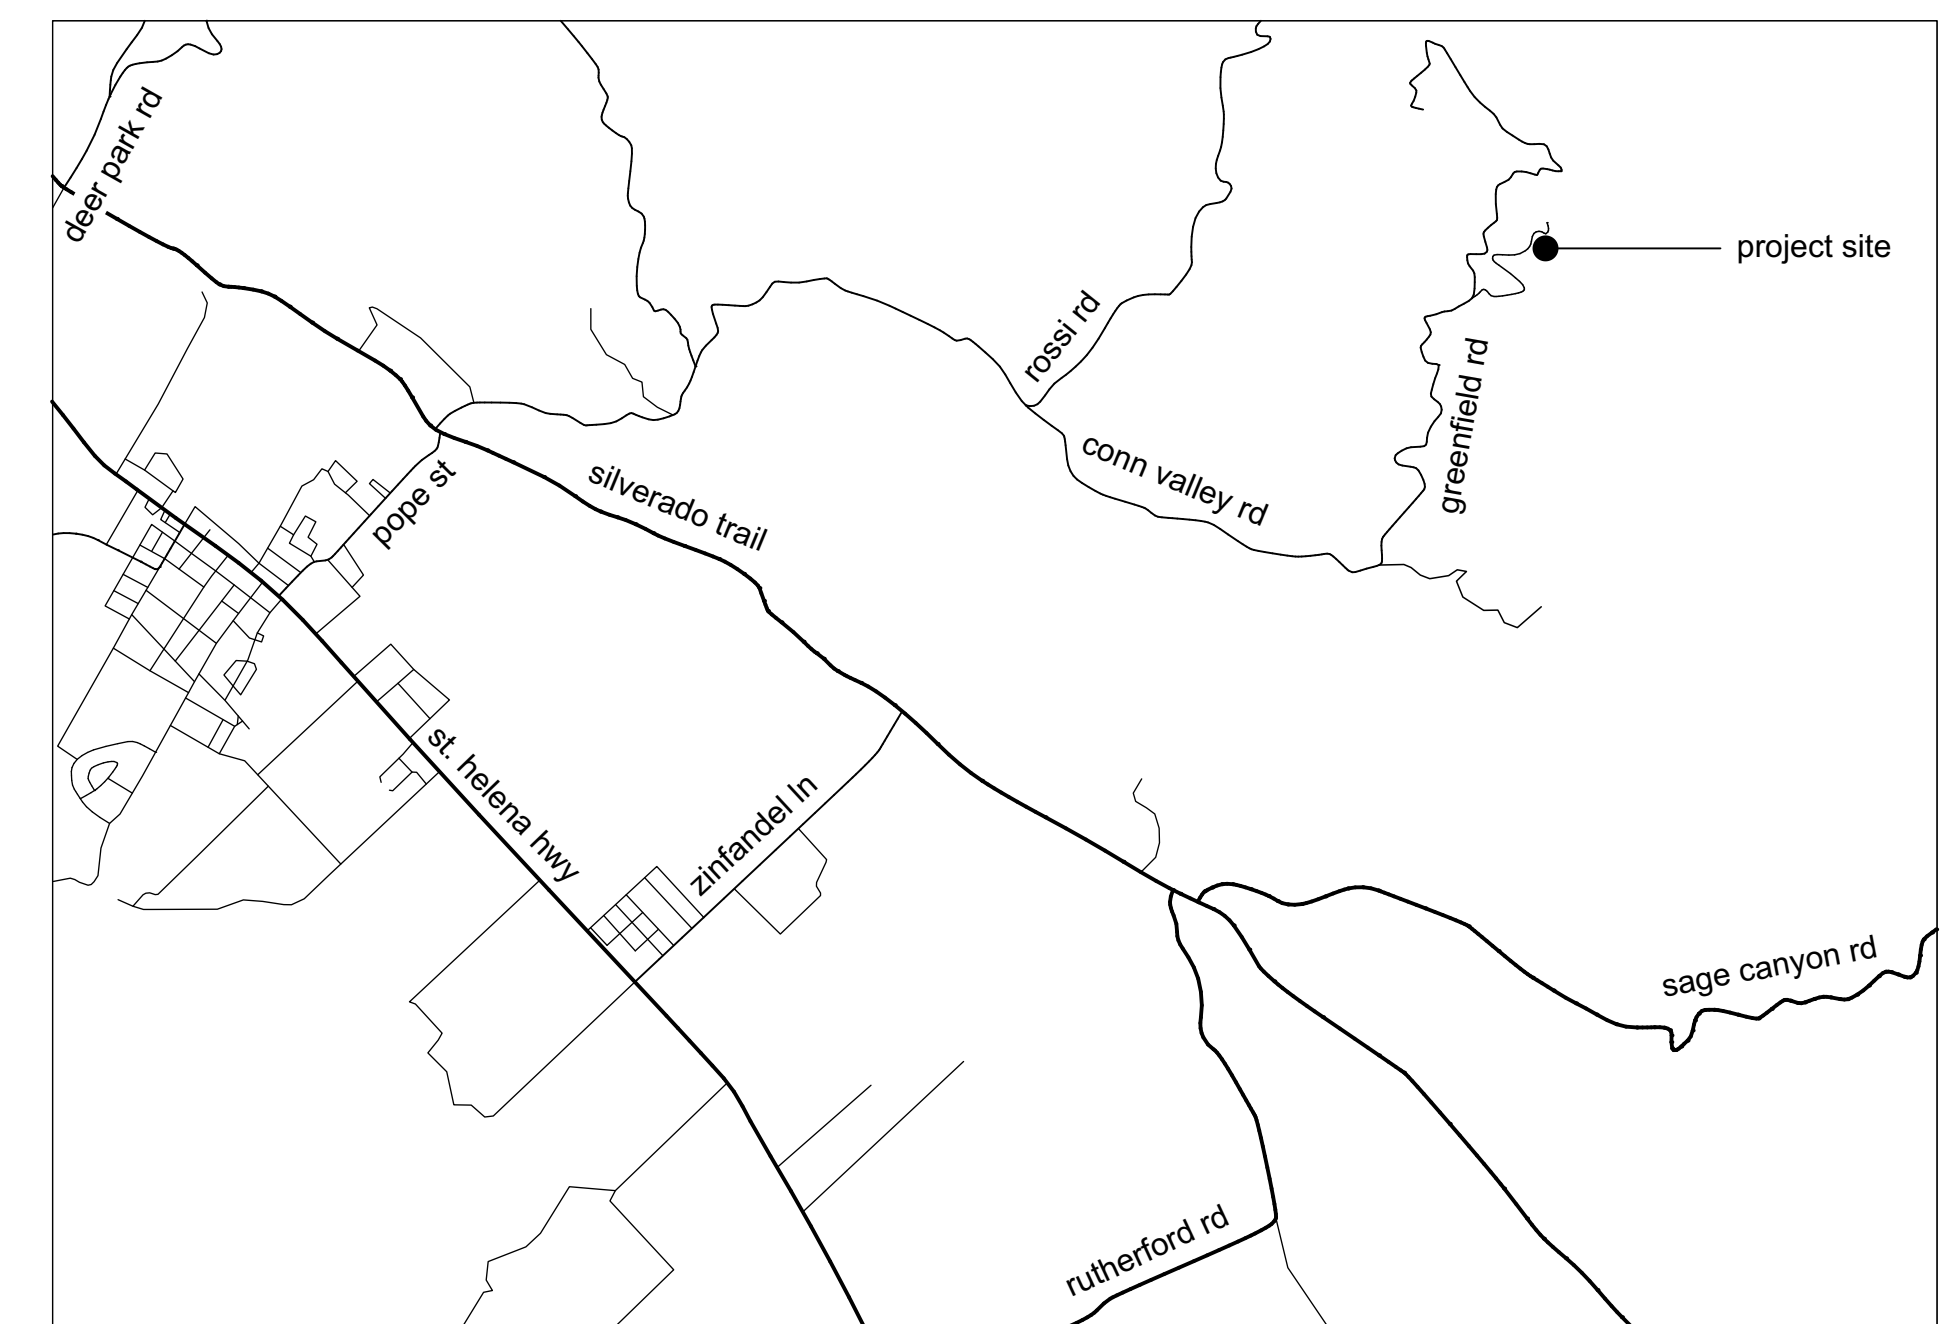 deer park rd
project site
rossi rd
greenfield rd
conn valley rd
pope st
silverado trail
st. helena hwy
zinfandel ln
sage canyon rd
rutherford rd